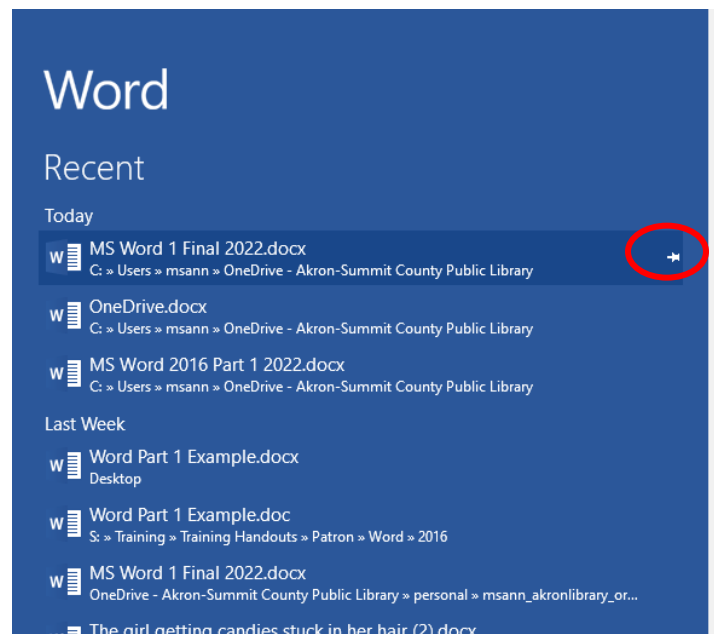 Word
Recent
Today
MS Word 1 Final 2022.docx
C: » Users » msann » OneDrive - Akron-Summit County Public Library
OneDrive.docx
C: » Users » msann » OneDrive - Akron-Summit County Public Library
MS Word 2016 Part 1 2022.docx
C: » Users » msann » OneDrive - Akron-Summit County Public Library
Last Week
Word Part 1 Example.docx
Desktop
Word Part 1 Example.doc
S: » Training » Training Handouts » Patron » Word » 2016
MS Word 1 Final 2022.docx
OneDrive - Akron-Summit County Public Library » personal » msann_akronlibrary_or...
The girl getting candies stuck in her hair (2).docx